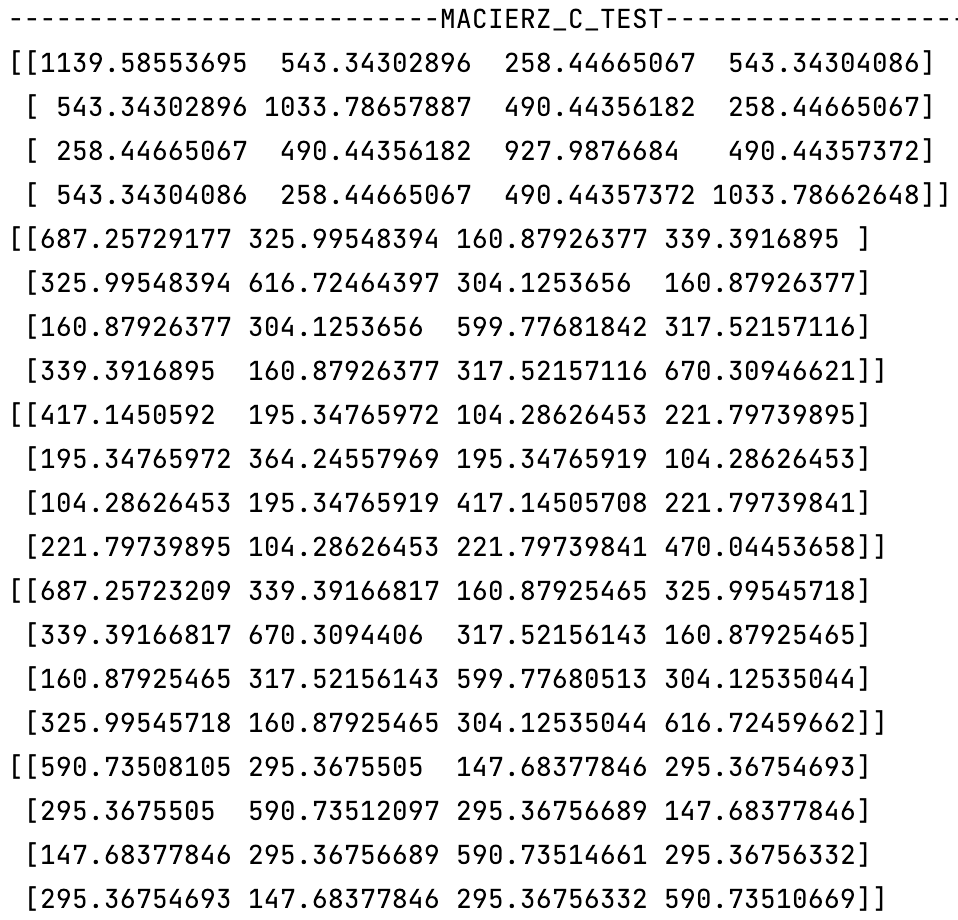 ---------------------------MACIERZ_C_TEST-------------------
[[1139.58553695  543.34302896  258.44665067  543.34304086]
 [ 543.34302896 1033.78657887  490.44356182  258.44665067]
 [ 258.44665067  490.44356182  927.9876684   490.44357372]
 [ 543.34304086  258.44665067  490.44357372 1033.78662648]]
[[687.25729177 325.99548394 160.87926377 339.3916895 ]
 [325.99548394 616.72464397 304.1253656  160.87926377]
 [160.87926377 304.1253656  599.77681842 317.52157116]
 [339.3916895  160.87926377 317.52157116 670.30946621]]
[[417.1450592  195.34765972 104.28626453 221.79739895]
 [195.34765972 364.24557969 195.34765919 104.28626453]
 [104.28626453 195.34765919 417.14505708 221.79739841]
 [221.79739895 104.28626453 221.79739841 470.04453658]]
[[687.25723209 339.39166817 160.87925465 325.99545718]
 [339.39166817 670.3094406  317.52156143 160.87925465]
 [160.87925465 317.52156143 599.77680513 304.12535044]
 [325.99545718 160.87925465 304.12535044 616.72459662]]
[[590.73508105 295.3675505  147.68377846 295.36754693]
 [295.3675505  590.73512097 295.36756689 147.68377846]
 [147.68377846 295.36756689 590.73514661 295.36756332]
 [295.36754693 147.68377846 295.36756332 590.73510669]]